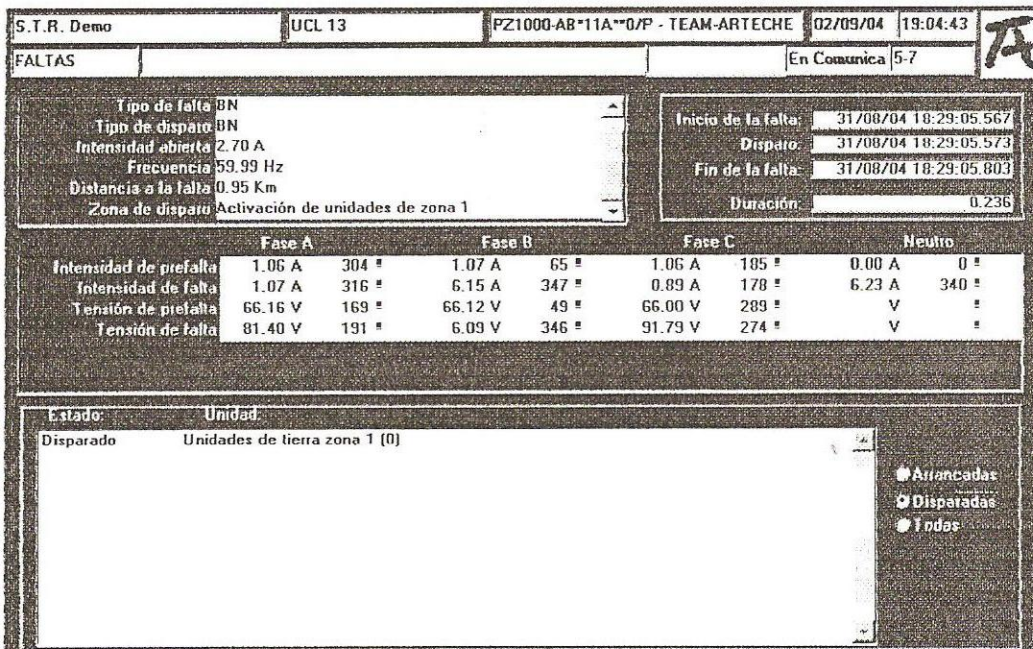 S.T.R. Demo UCL 13 PZ1000-AB*11A**0/P - TEAM-ARTECHE 02/09/04 19:04:43
FALTAS En Comunica 5-7
Tipo de falta BN
Tipo de disparo BN
Intensidad abierta 2.70 A
Frecuencia 59.99 Hz
Distancia a la falta 0.95 Km
Zona de disparo Activación de unidades de zona 1
Inicio de la falta: 31/08/04 18:29:05.567
Disparo: 31/08/04 18:29:05.573
Fin de la falta: 31/08/04 18:29:05.803
Duración: 0.236
Fase A Fase B Fase C Neutro
Intensidad de prefalta 1.06 A 304 º 1.07 A 65 º 1.06 A 185 º 0.00 A 0 º
Intensidad de falta 1.07 A 316 º 6.15 A 347 º 0.89 A 178 º 6.23 A 340 º
Tensión de prefalta 66.16 V 169 º 66.12 V 49 º 66.00 V 289 º V º
Tensión de falta 81.40 V 191 º 6.09 V 346 º 91.79 V 274 º V º
Estado: Unidad:
Disparado Unidades de tierra zona 1 (0)
Arrancadas
Disparadas
Todas